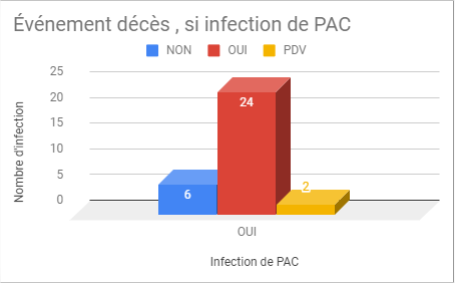 Événement décès , si infection de PAC
NON OUI PDV
25
20
15
10
5
0
Nombre d'infection
6
24
2
OUI
Infection de PAC